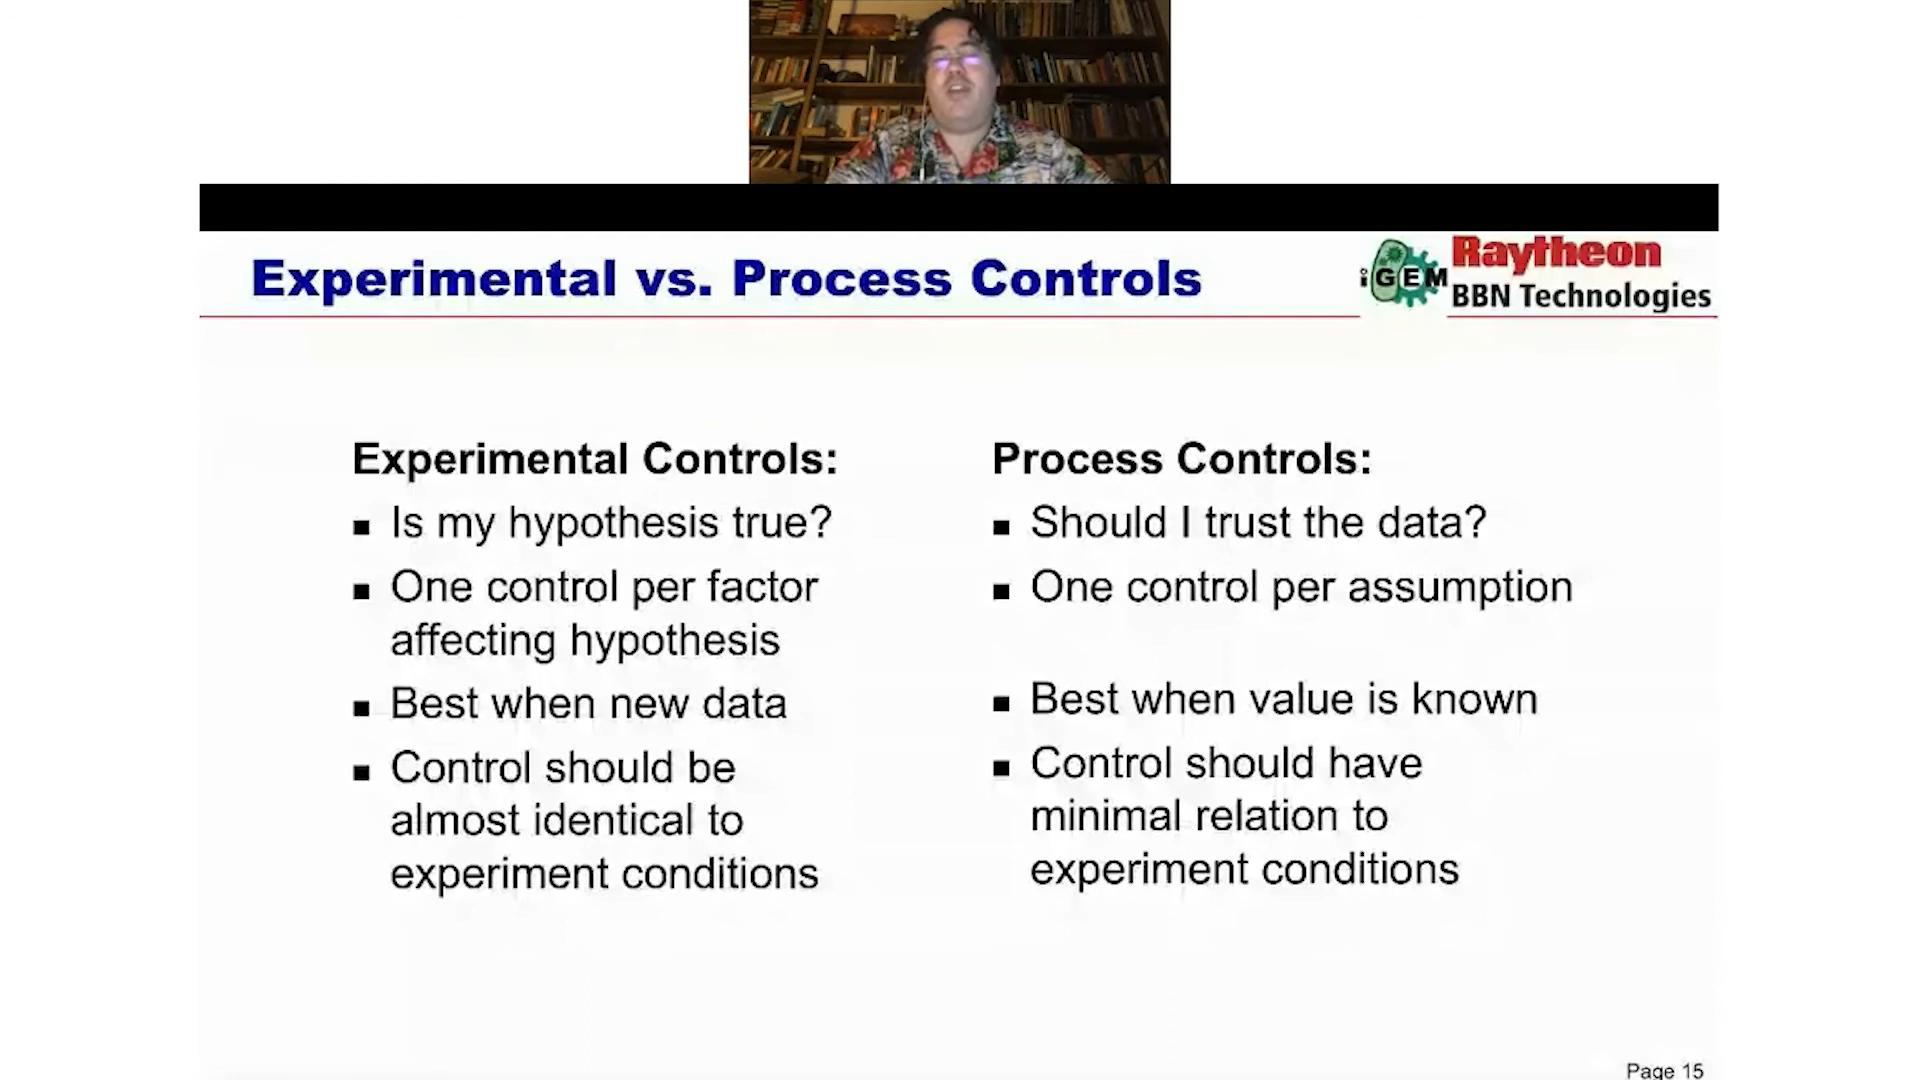 Experimental vs. Process Controls
iGEM
Raytheon
BBN Technologies
Experimental Controls:
▪ Is my hypothesis true?
▪ One control per factor
affecting hypothesis
▪ Best when new data
▪ Control should be
almost identical to
experiment conditions
Process Controls:
▪ Should I trust the data?
▪ One control per assumption
▪ Best when value is known
▪ Control should have
minimal relation to
experiment conditions
Page 15